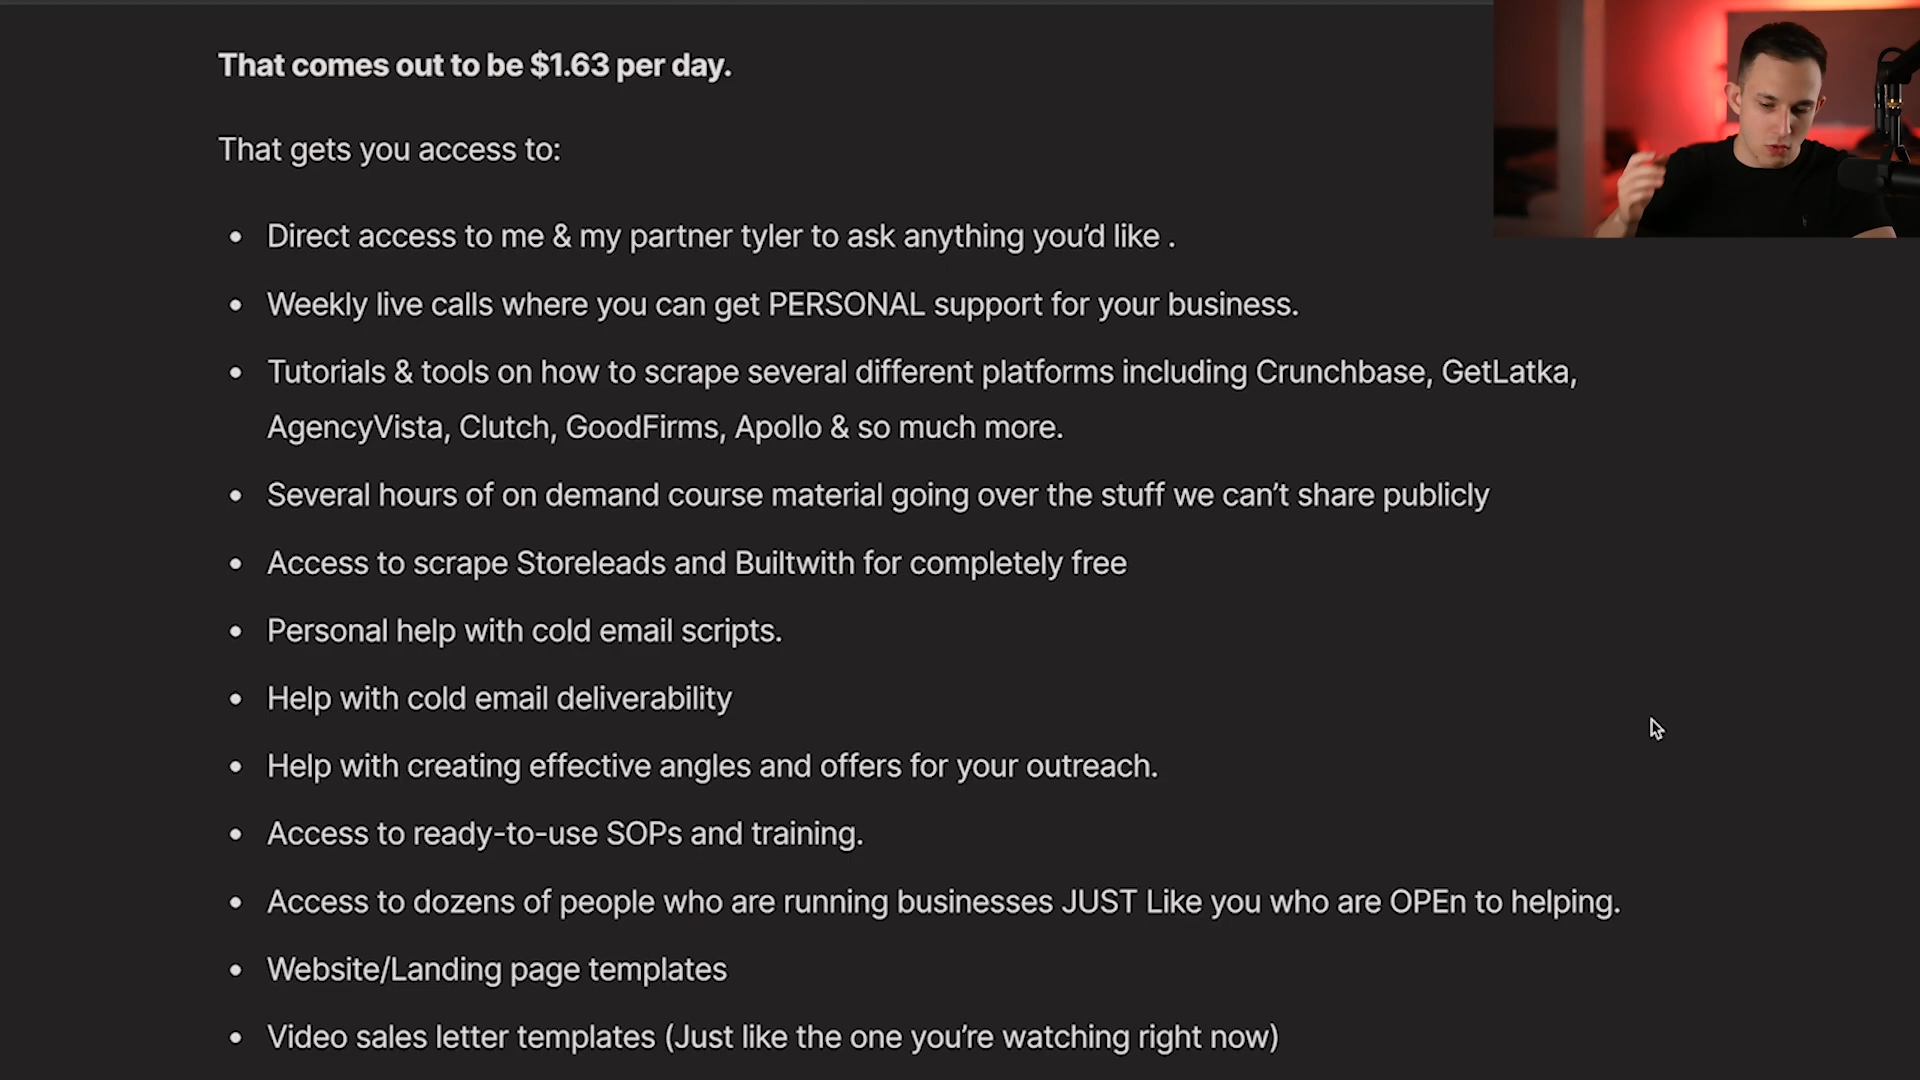 That comes out to be $1.63 per day.
That gets you access to:
• Direct access to me & my partner tyler to ask anything you’d like .
• Weekly live calls where you can get PERSONAL support for your business.
• Tutorials & tools on how to scrape several different platforms including Crunchbase, GetLatka,
AgencyVista, Clutch, GoodFirms, Apollo & so much more.
• Several hours of on demand course material going over the stuff we can’t share publicly
• Access to scrape Storeleads and Builtwith for completely free
• Personal help with cold email scripts.
• Help with cold email deliverability
• Help with creating effective angles and offers for your outreach.
• Access to ready-to-use SOPs and training.
• Access to dozens of people who are running businesses JUST Like you who are OPEn to helping.
• Website/Landing page templates
• Video sales letter templates (Just like the one you’re watching right now)